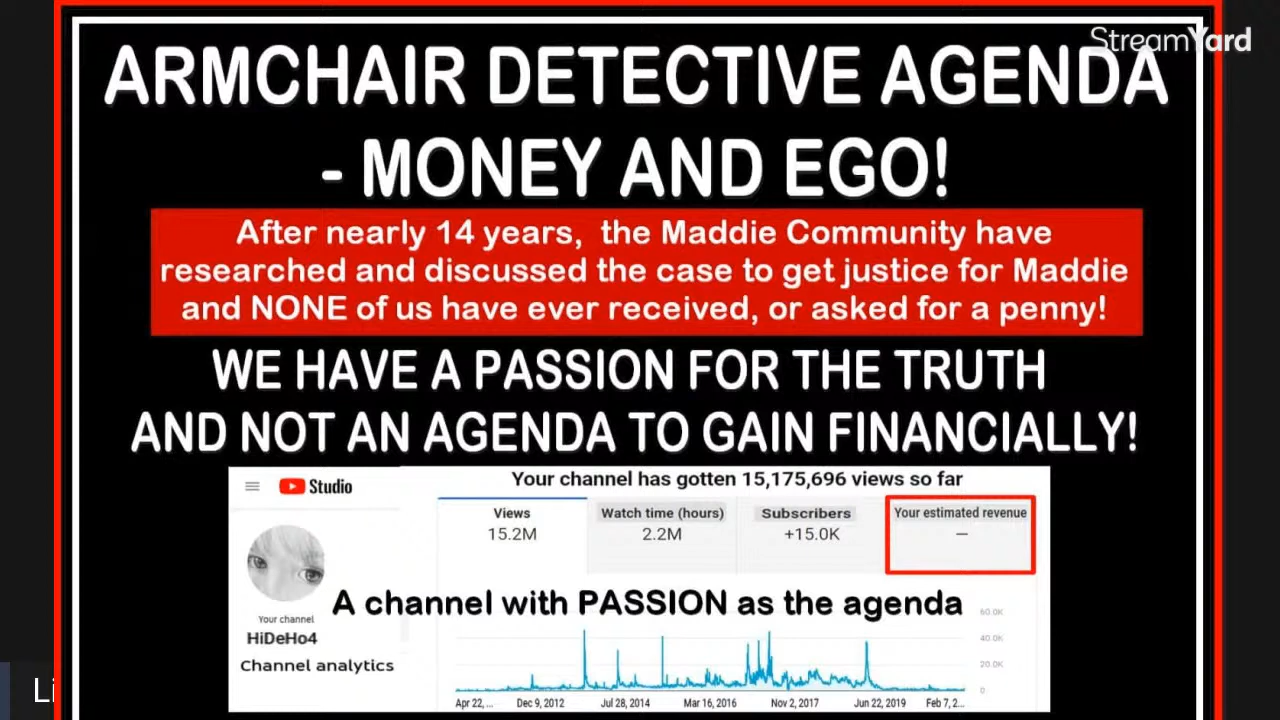 StreamYard
ARMCHAIR DETECTIVE AGENDA
- MONEY AND EGO!
After nearly 14 years, the Maddie Community have
researched and discussed the case to get justice for Maddie
and NONE of us have ever received, or asked for a penny!
WE HAVE A PASSION FOR THE TRUTH
AND NOT AN AGENDA TO GAIN FINANCIALLY!
Studio
Your channel has gotten 15,175,696 views so far
Views
15.2M
Watch time (hours)
2.2M
Subscribers
+15.0K
Your estimated revenue
—
A channel with PASSION as the agenda
Your channel
HiDeHo4
Channel analytics
60.0K
40.0K
20.0K
0
Apr 22, ... Dec 9, 2012 Jul 28, 2014 Mar 16, 2016 Nov 2, 2017 Jun 22, 2019 Feb 7, 2...